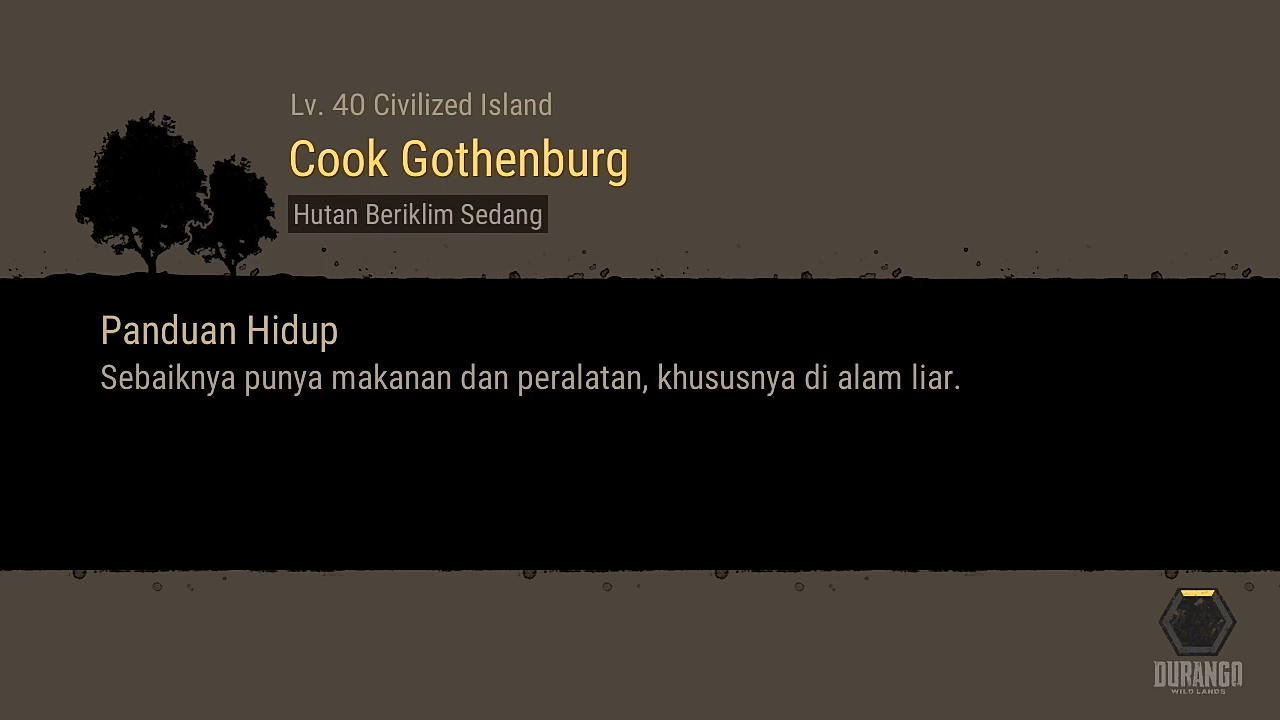 Lv. 40 Civilized Island
Cook Gothenburg
Hutan Beriklim Sedang
Panduan Hidup
Sebaiknya punya makanan dan peralatan, khususnya di alam liar.
DURANGO
WILD LANDS